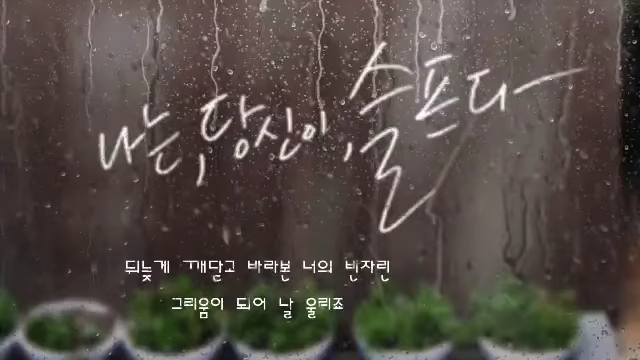 나는, 당신이, 슬프다
뒤늦게 깨닫고 바라본 너의 빈자린
그리움이 되어 날 울리죠